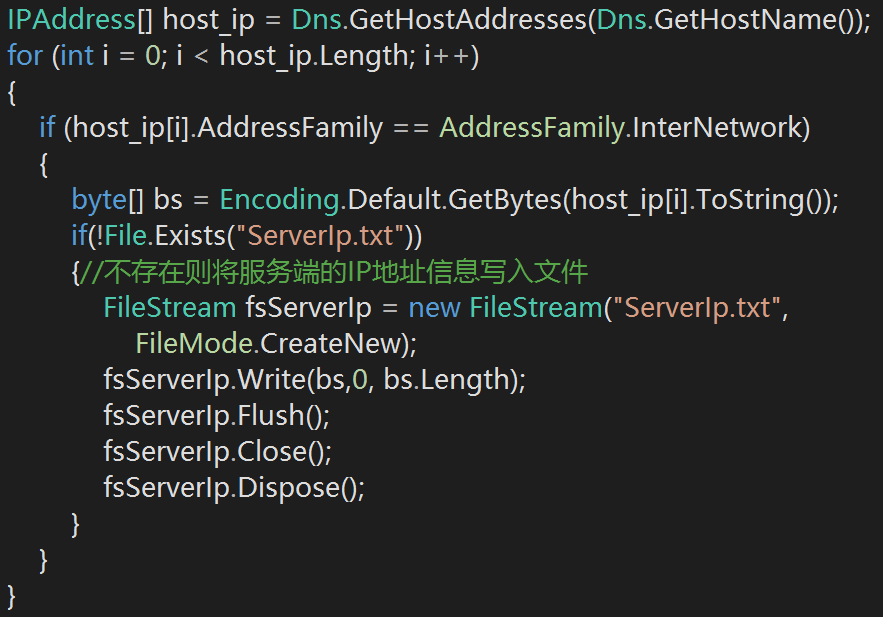 IPAddress[] host_ip = Dns.GetHostAddresses(Dns.GetHostName());
for (int i = 0; i < host_ip.Length; i++)
{
if (host_ip[i].AddressFamily == AddressFamily.InterNetwork)
{
byte[] bs = Encoding.Default.GetBytes(host_ip[i].ToString());
if(!File.Exists("ServerIp.txt"))
{//不存在则将服务端的IP地址信息写入文件
FileStream fsServerIp = new FileStream("ServerIp.txt",
FileMode.CreateNew);
fsServerIp.Write(bs,0, bs.Length);
fsServerIp.Flush();
fsServerIp.Close();
fsServerIp.Dispose();
}
}
}